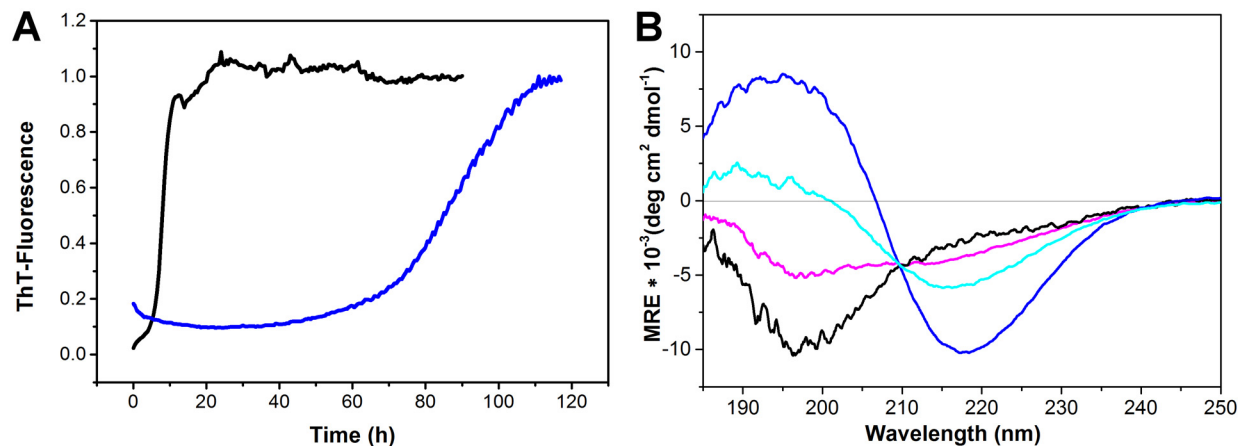 A
ThT-Fluorescence
1.2
1.0
0.8
0.6
0.4
0.2
0.0
0 20 40 60 80 100 120
Time (h)
B
MRE * 10⁻³(deg cm² dmol⁻¹)
10
5
0
-5
-10
190 200 210 220 230 240 250
Wavelength (nm)